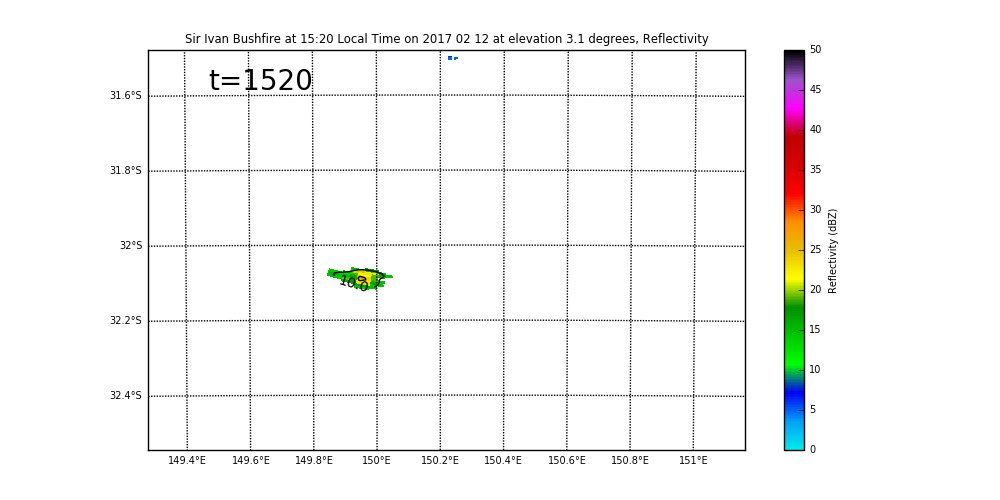 Sir Ivan Bushfire at 15:20 Local Time on 2017 02 12 at elevation 3.1 degrees, Reflectivity
t=1520
31.6°S
31.8°S
32°S
32.2°S
32.4°S
149.4°E 149.6°E 149.8°E 150°E 150.2°E 150.4°E 150.6°E 150.8°E 151°E
10.0
50
45
40
35
30
25
20
15
10
5
0
Reflectivity (dBZ)